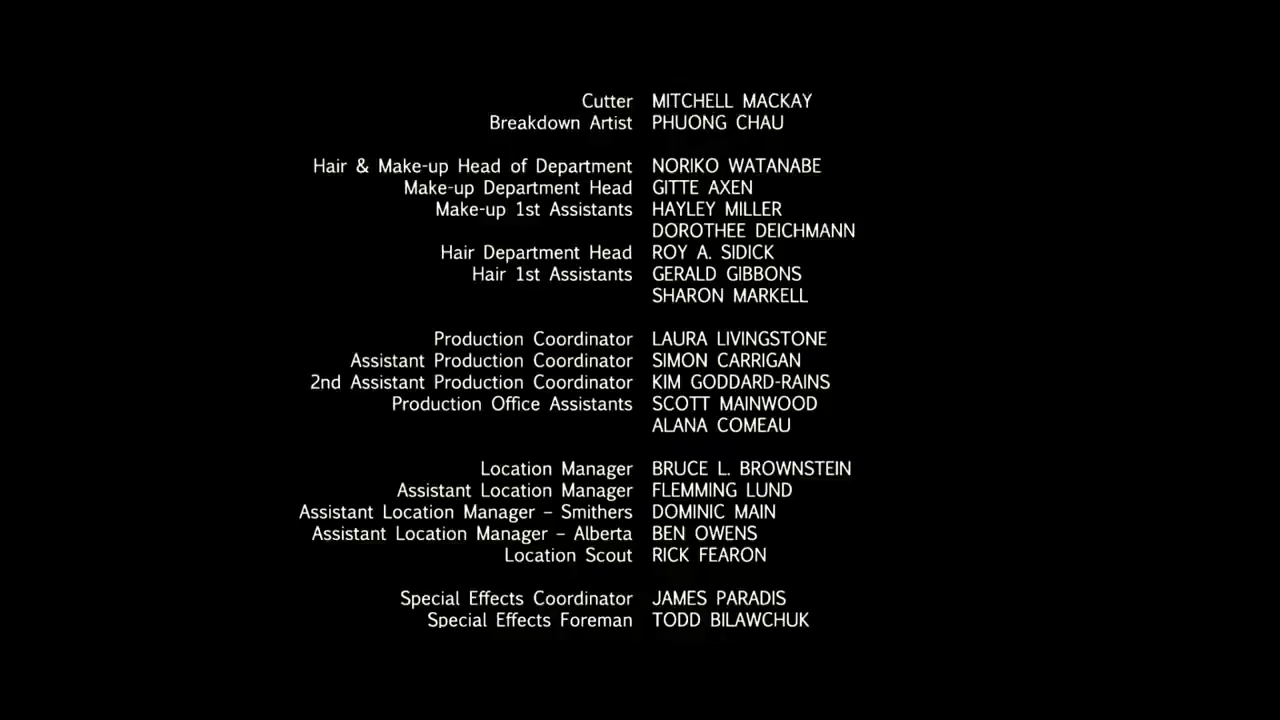 Cutter MITCHELL MACKAY
Breakdown Artist PHUONG CHAU
Hair & Make-up Head of Department NORIKO WATANABE
Make-up Department Head GITTE AXEN
Make-up 1st Assistants HAYLEY MILLER
DOROTHEE DEICHMANN
Hair Department Head ROY A. SIDICK
Hair 1st Assistants GERALD GIBBONS
SHARON MARKELL
Production Coordinator LAURA LIVINGSTONE
Assistant Production Coordinator SIMON CARRIGAN
2nd Assistant Production Coordinator KIM GODDARD-RAINS
Production Office Assistants SCOTT MAINWOOD
ALANA COMEAU
Location Manager BRUCE L. BROWNSTEIN
Assistant Location Manager FLEMMING LUND
Assistant Location Manager – Smithers DOMINIC MAIN
Assistant Location Manager – Alberta BEN OWENS
Location Scout RICK FEARON
Special Effects Coordinator JAMES PARADIS
Special Effects Foreman TODD BILAWCHUK